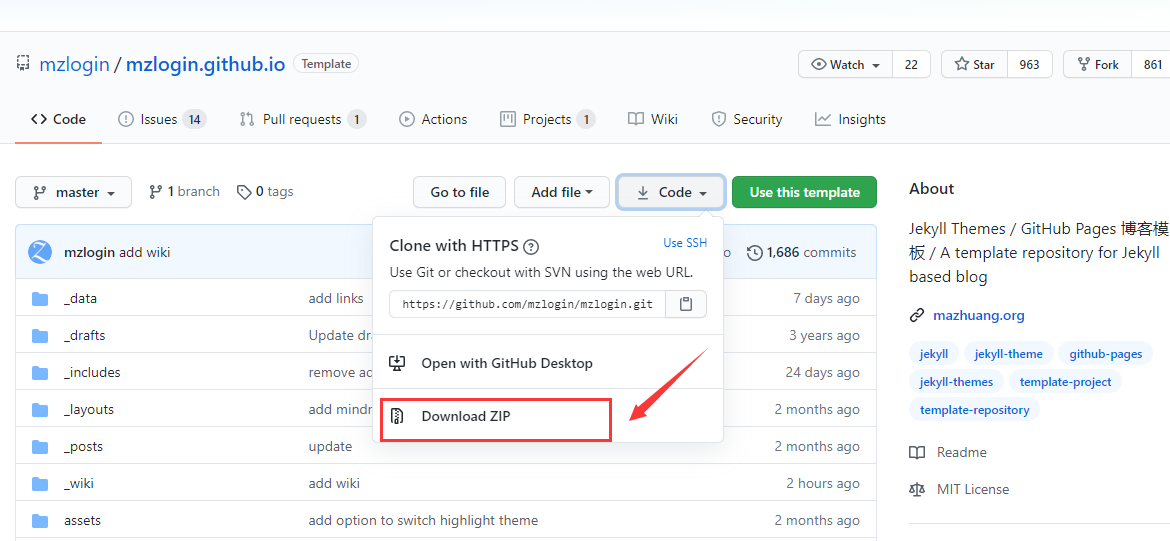 mzlogin / mzlogin.github.io Template
Watch 22 Star 963 Fork 861
Code Issues 14 Pull requests 1 Actions Projects 1 Wiki Security Insights
master 1 branch 0 tags Go to file Add file Code Use this template
mzlogin add wiki o 1,686 commits
Clone with HTTPS ? Use SSH
Use Git or checkout with SVN using the web URL.
https://github.com/mzlogin/mzlogin.git
Open with GitHub Desktop
Download ZIP
_data add links 7 days ago
_drafts Update dra 3 years ago
_includes remove ad 24 days ago
_layouts add mindm 2 months ago
_posts update 2 months ago
_wiki add wiki 2 hours ago
assets add option to switch highlight theme 2 months ago
About
Jekyll Themes / GitHub Pages 博客模
板 / A template repository for Jekyll
based blog
mazhuang.org
jekyll jekyll-theme github-pages
jekyll-themes template-project
template-repository
Readme
MIT License